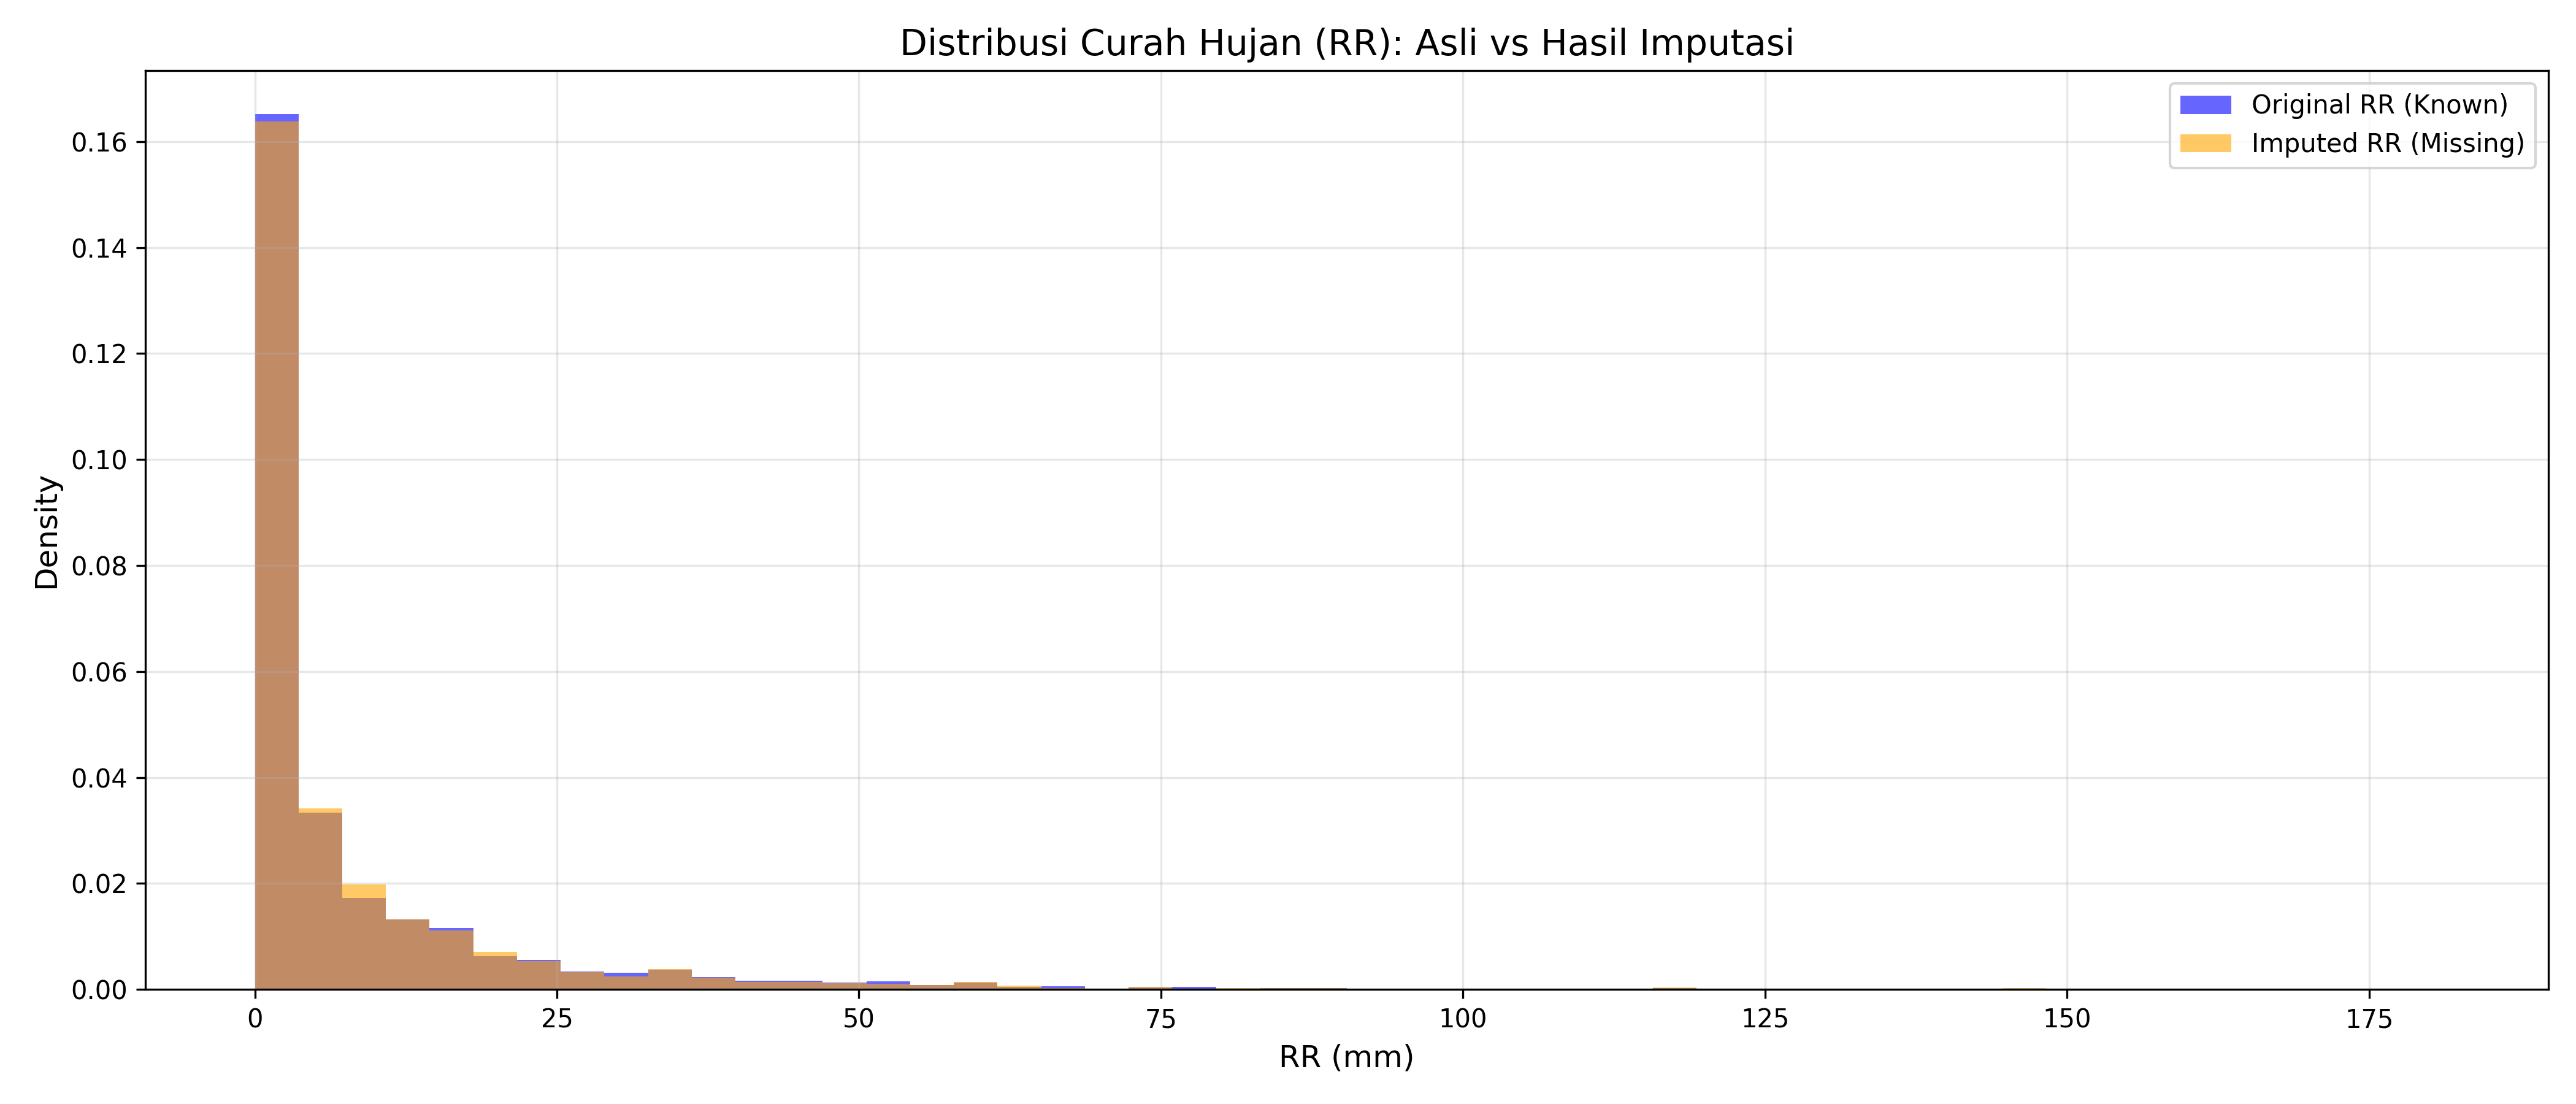 Distribusi Curah Hujan (RR): Asli vs Hasil Imputasi
Original RR (Known)
Imputed RR (Missing)
Density
0.16
0.14
0.12
0.10
0.08
0.06
0.04
0.02
0.00
0 25 50 75 100 125 150 175
RR (mm)